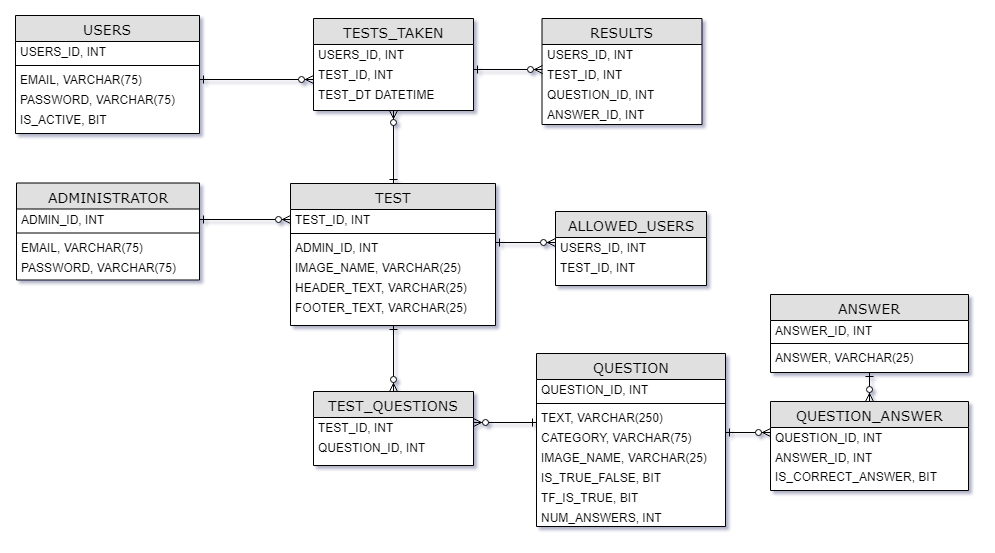 USERS
USERS_ID, INT
EMAIL, VARCHAR(75)
PASSWORD, VARCHAR(75)
IS_ACTIVE, BIT
TESTS_TAKEN
USERS_ID, INT
TEST_ID, INT
TEST_DT DATETIME
RESULTS
USERS_ID, INT
TEST_ID, INT
QUESTION_ID, INT
ANSWER_ID, INT
ADMINISTRATOR
ADMIN_ID, INT
EMAIL, VARCHAR(75)
PASSWORD, VARCHAR(75)
TEST
TEST_ID, INT
ADMIN_ID, INT
IMAGE_NAME, VARCHAR(25)
HEADER_TEXT, VARCHAR(25)
FOOTER_TEXT, VARCHAR(25)
ALLOWED_USERS
USERS_ID, INT
TEST_ID, INT
ANSWER
ANSWER_ID, INT
ANSWER, VARCHAR(25)
TEST_QUESTIONS
TEST_ID, INT
QUESTION_ID, INT
QUESTION
QUESTION_ID, INT
TEXT, VARCHAR(250)
CATEGORY, VARCHAR(75)
IMAGE_NAME, VARCHAR(25)
IS_TRUE_FALSE, BIT
TF_IS_TRUE, BIT
NUM_ANSWERS, INT
QUESTION_ANSWER
QUESTION_ID, INT
ANSWER_ID, INT
IS_CORRECT_ANSWER, BIT